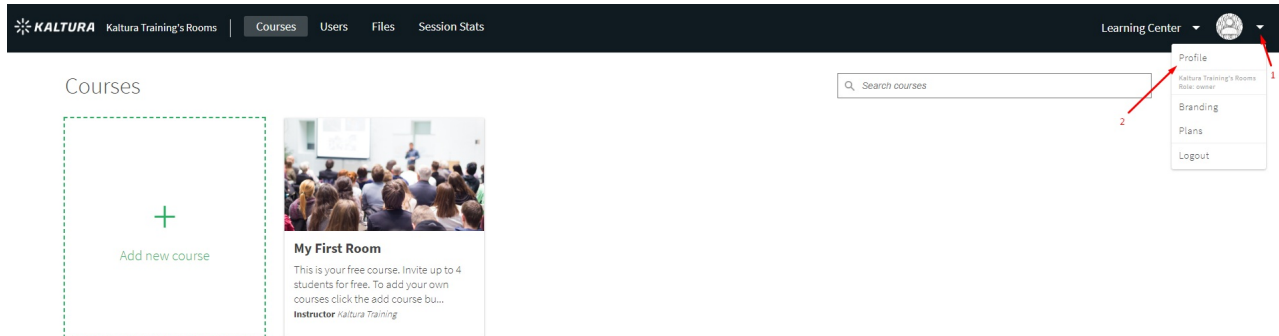 KALTURA Kaltura Training's Rooms Courses Users Files Session Stats Learning Center
Profile
Kaltura Training's Rooms
Role: owner
Branding
Plans
Logout
1
2
Courses
Search courses
Add new course
My First Room
This is your free course. Invite up to 4
students for free. To add your own
courses click the add course bu...
Instructor Kaltura Training